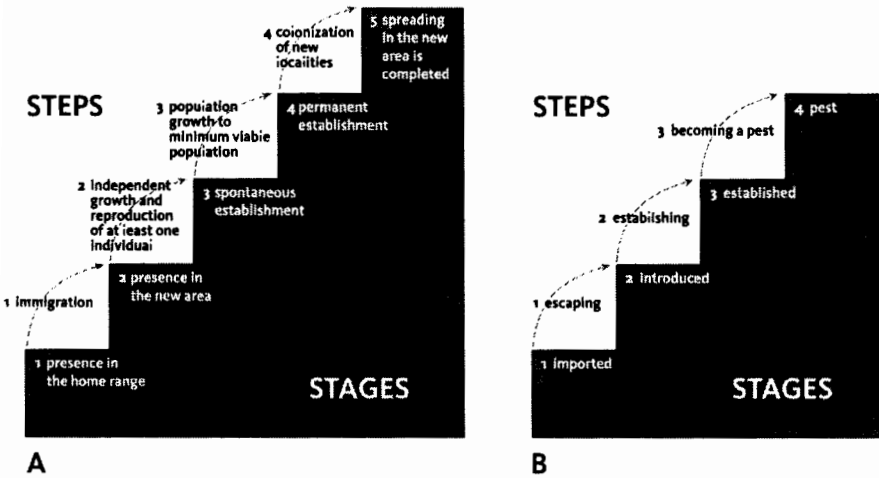 4 colonization
of new
localities
5 spreading
in the new
area is
completed
STEPS
3 population
growth to
minimum viable
population
4 permanent
establishment
2 independent
growth and
reproduction
of at least one
individual
3 spontaneous
establishment
1 immigration
2 presence in
the new area
1 presence in
the home range
STAGES
A
STEPS
4 pest
3 becoming a pest
3 established
2 establishing
2 introduced
1 escaping
1 imported
STAGES
B